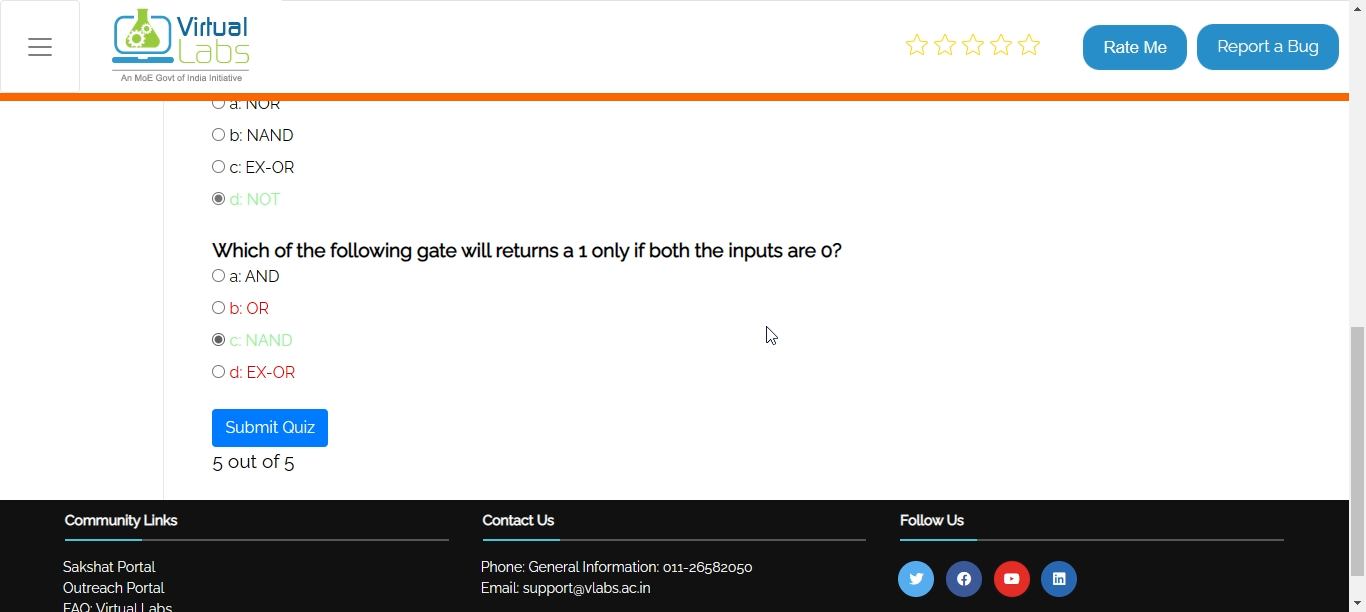 Virtual
Labs
An MoE Govt of India Initiative
Rate Me
Report a Bug
a: NOR
b: NAND
c: EX-OR
d: NOT
Which of the following gate will returns a 1 only if both the inputs are 0?
a: AND
b: OR
c: NAND
d: EX-OR
Submit Quiz
5 out of 5
Community Links
Sakshat Portal
Outreach Portal
FAQ: Virtual Labs
Contact Us
Phone: General Information: 011-26582050
Email: support@vlabs.ac.in
Follow Us